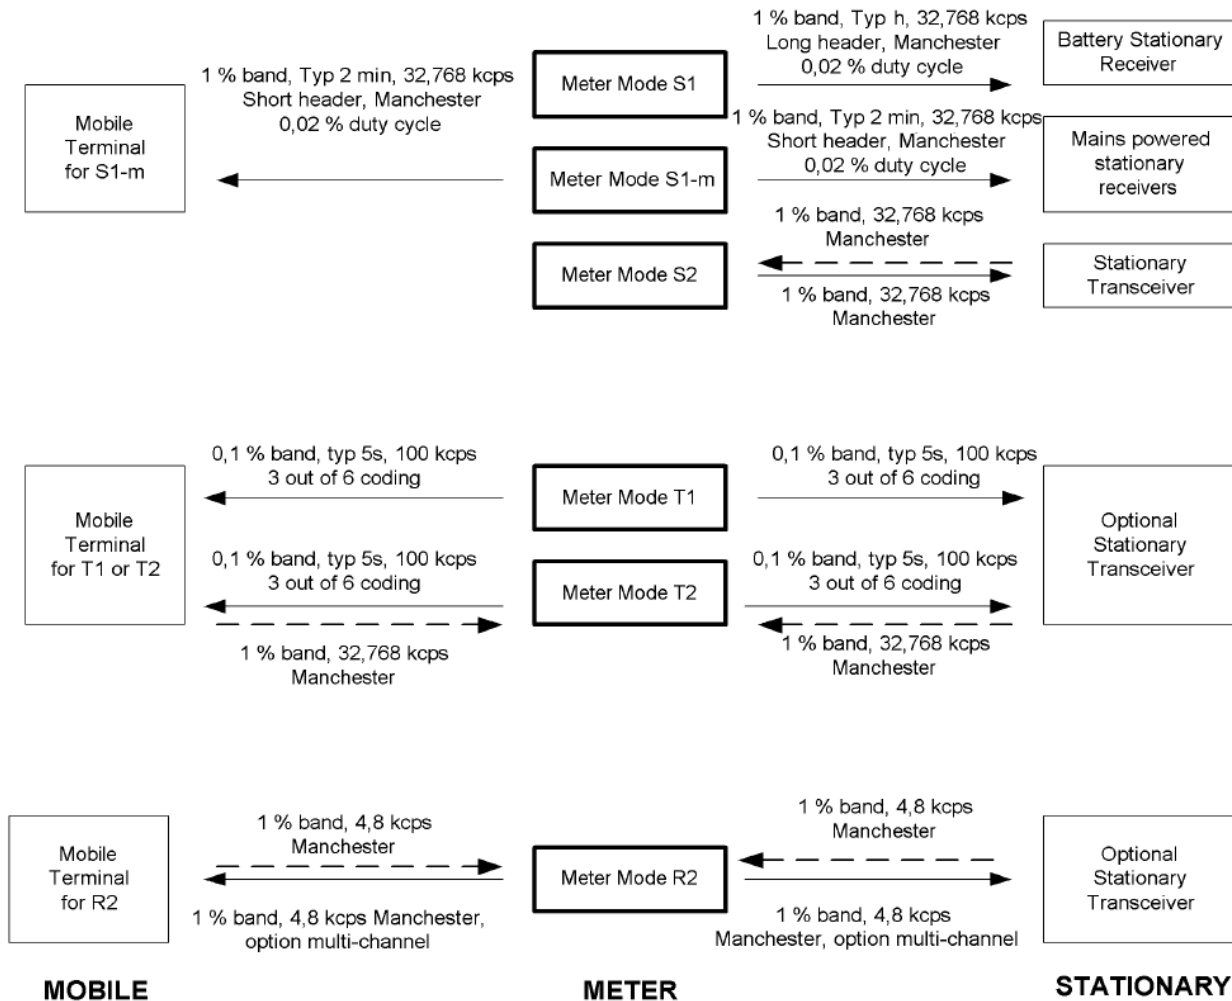 1 % band, Typ h, 32,768 kcps
Long header, Manchester
0,02 % duty cycle
Battery Stationary
Receiver
Meter Mode S1
1 % band, Typ 2 min, 32,768 kcps
Short header, Manchester
0,02 % duty cycle
Mobile
Terminal
for S1-m
1 % band, Typ 2 min, 32,768 kcps
Short header, Manchester
0,02 % duty cycle
Meter Mode S1-m
Mains powered
stationary
receivers
1 % band, 32,768 kcps
Manchester
Meter Mode S2
1 % band, 32,768 kcps
Manchester
Stationary
Transceiver
0,1 % band, typ 5s, 100 kcps
3 out of 6 coding
Meter Mode T1
0,1 % band, typ 5s, 100 kcps
3 out of 6 coding
Mobile
Terminal
for T1 or T2
Optional
Stationary
Transceiver
0,1 % band, typ 5s, 100 kcps
3 out of 6 coding
Meter Mode T2
0,1 % band, typ 5s, 100 kcps
3 out of 6 coding
1 % band, 32,768 kcps
Manchester
1 % band, 32,768 kcps
Manchester
1 % band, 4,8 kcps
Manchester
1 % band, 4,8 kcps
Manchester
Mobile
Terminal
for R2
Meter Mode R2
Optional
Stationary
Transceiver
1 % band, 4,8 kcps Manchester,
option multi-channel
1 % band, 4,8 kcps
Manchester, option multi-channel
MOBILE
METER
STATIONARY